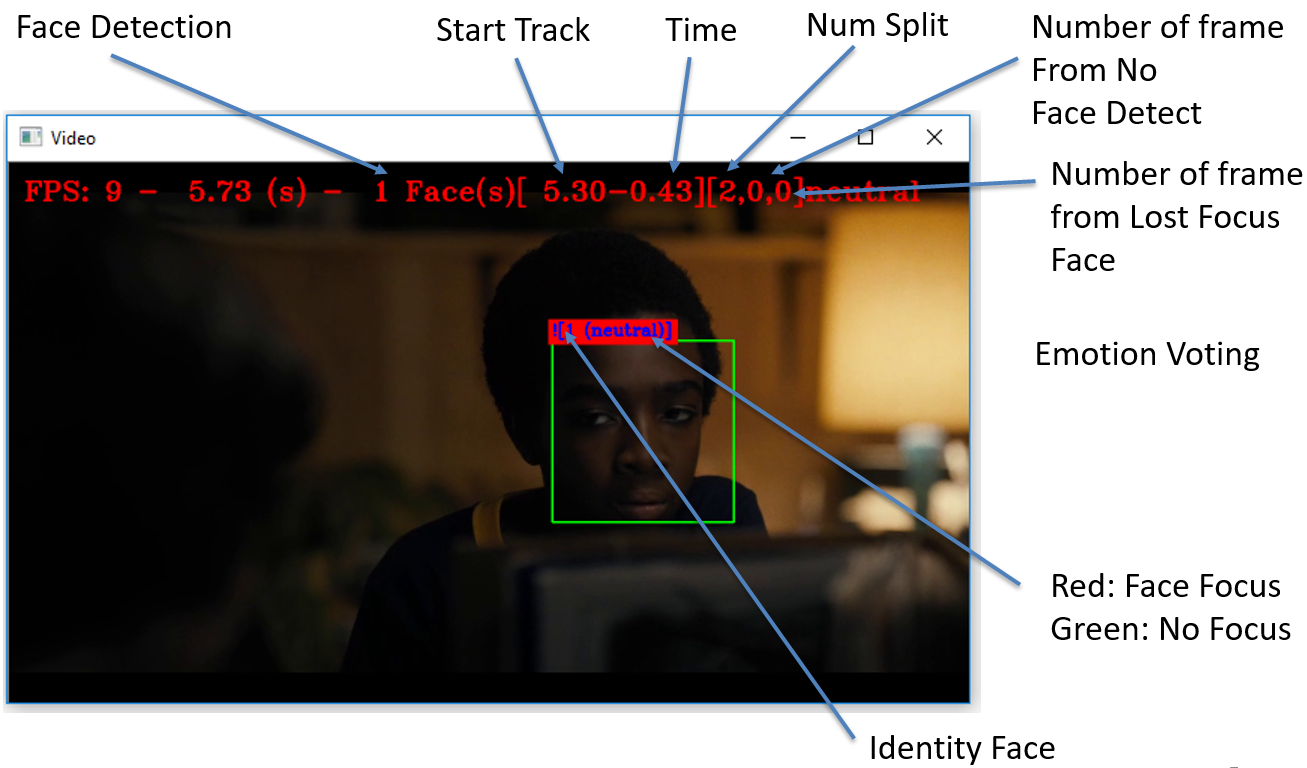 Face Detection
Start Track
Time
Num Split
Number of frame
From No
Face Detect
Video
FPS: 9 - 5.73 (s) - 1 Face(s)[ 5.30-0.43][2,0,0]neutral
Number of frame
from Lost Focus
Face
![1 (neutral)]
Emotion Voting
Red: Face Focus
Green: No Focus
Identity Face